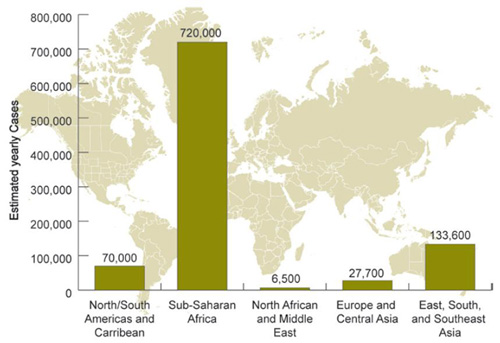 Estimated yearly Cases
800,000
700,000
600,000
500,000
400,000
300,000
200,000
100,000
0
70,000
720,000
6,500
27,700
133,600
North/South
Americas and
Carribean
Sub-Saharan
Africa
North African
and Middle
East
Europe and
Central Asia
East, South,
and Southeast
Asia